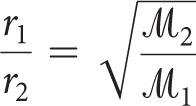 r₁/r₂ = √(ℳ₂/ℳ₁)